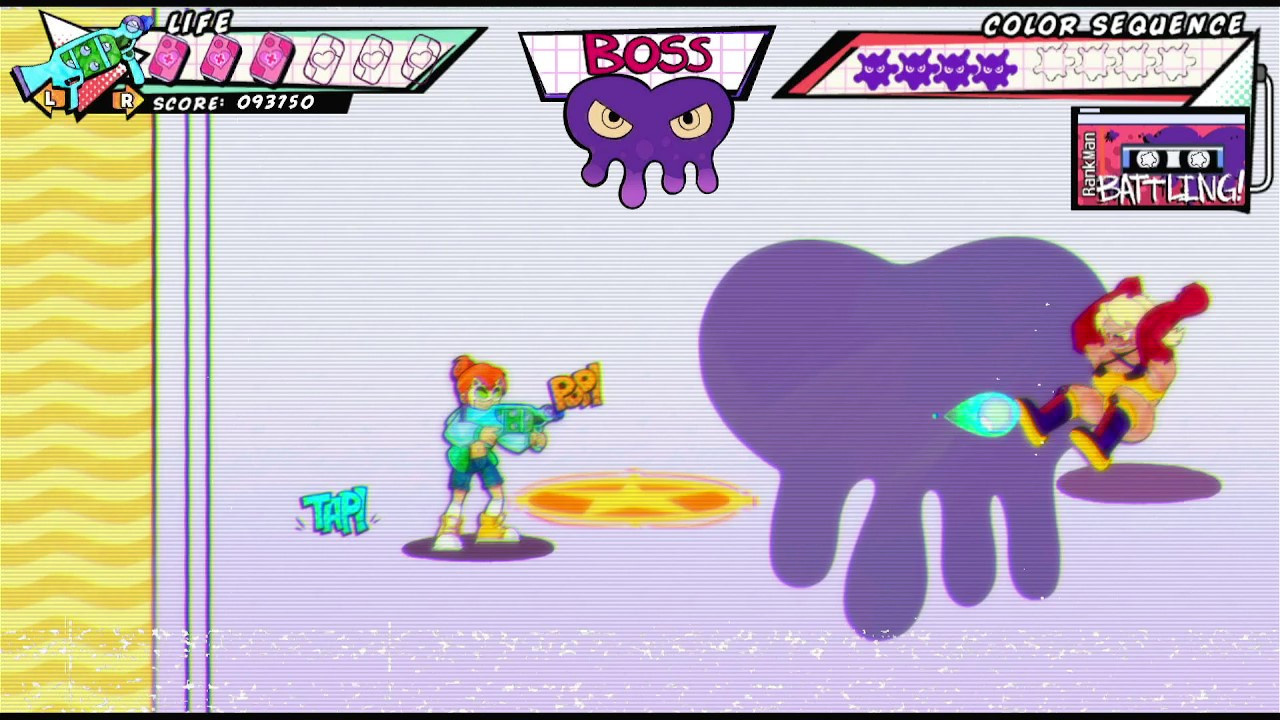 LIFE
L R
SCORE: 093750
BOSS
COLOR SEQUENCE
RankMan
BATTLING!
POP!
TAP!